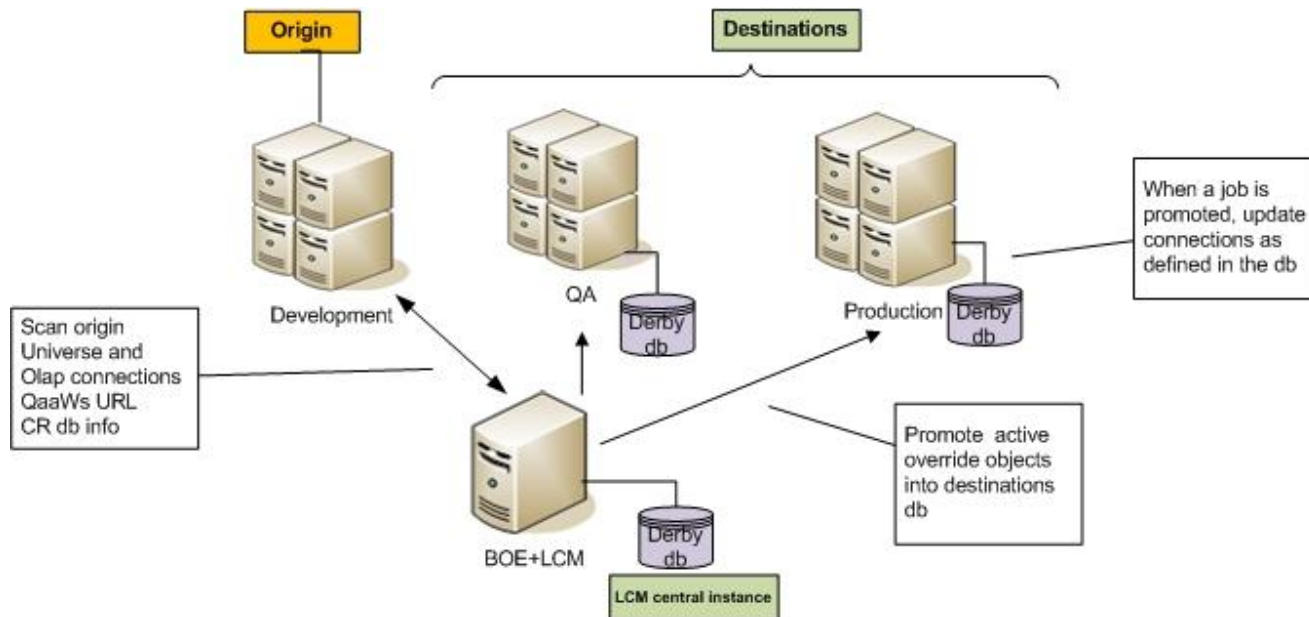 Origin
Destinations
When a job is
promoted, update
connections as
defined in the db
Development
QA
Derby
db
Production
Derby
db
Scan origin
Universe and
Olap connections
QaaWs URL
CR db info
Promote active
override objects
into destinations
db
BOE+LCM
Derby
db
LCM central instance